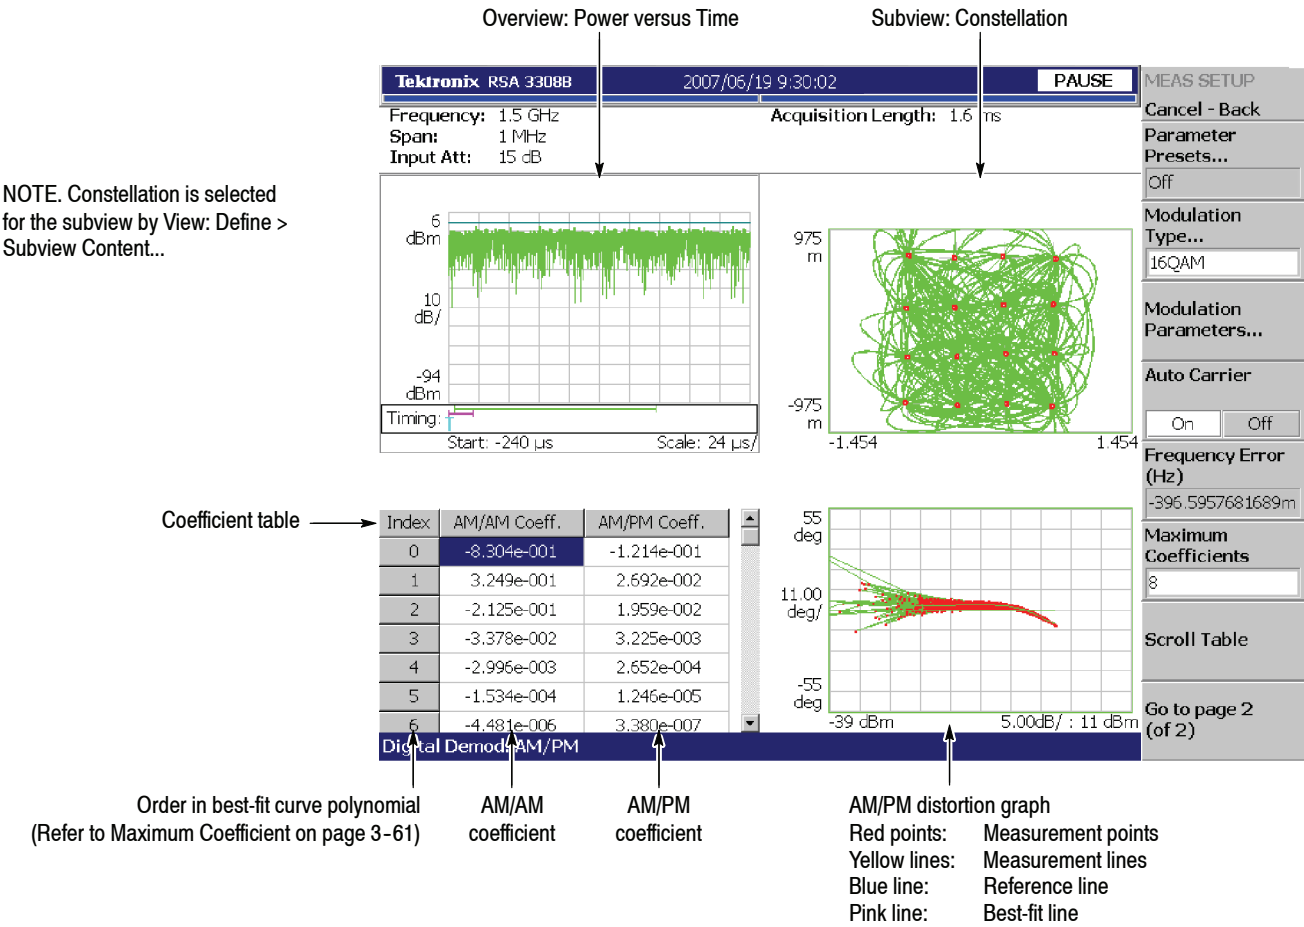 Overview: Power versus Time
Subview: Constellation
Tektronix RSA 3308B
2007/06/19 9:30:02
PAUSE
Frequency: 1.5 GHz
Acquisition Length: 1.6 ms
Span: 1 MHz
Input Att: 15 dB
NOTE. Constellation is selected
for the subview by View: Define >
Subview Content...
6
dBm
10
dB/
-94
dBm
Timing:
Start: -240 µs
Scale: 24 µs/
975
m
-975
m
-1.454
1.454
Coefficient table
Index AM/AM Coeff. AM/PM Coeff.
0 -8.304e-001 -1.214e-001
1 3.249e-001 2.692e-002
2 -2.125e-001 1.959e-002
3 -3.378e-002 3.225e-003
4 -2.996e-003 2.652e-004
5 -1.534e-004 1.246e-005
6 -4.481e-006 3.380e-007
55
deg
11.00
deg/
-55
deg
-39 dBm
5.00dB/ : 11 dBm
Digital Demod: AM/PM
MEAS SETUP
Cancel - Back
Parameter
Presets...
Off
Modulation
Type...
16QAM
Modulation
Parameters...
Auto Carrier
On Off
Frequency Error
(Hz)
-396.5957681689m
Maximum
Coefficients
8
Scroll Table
Go to page 2
(of 2)
Order in best-fit curve polynomial
(Refer to Maximum Coefficient on page 3-61)
AM/AM
coefficient
AM/PM
coefficient
AM/PM distortion graph
Red points: Measurement points
Yellow lines: Measurement lines
Blue line: Reference line
Pink line: Best-fit line